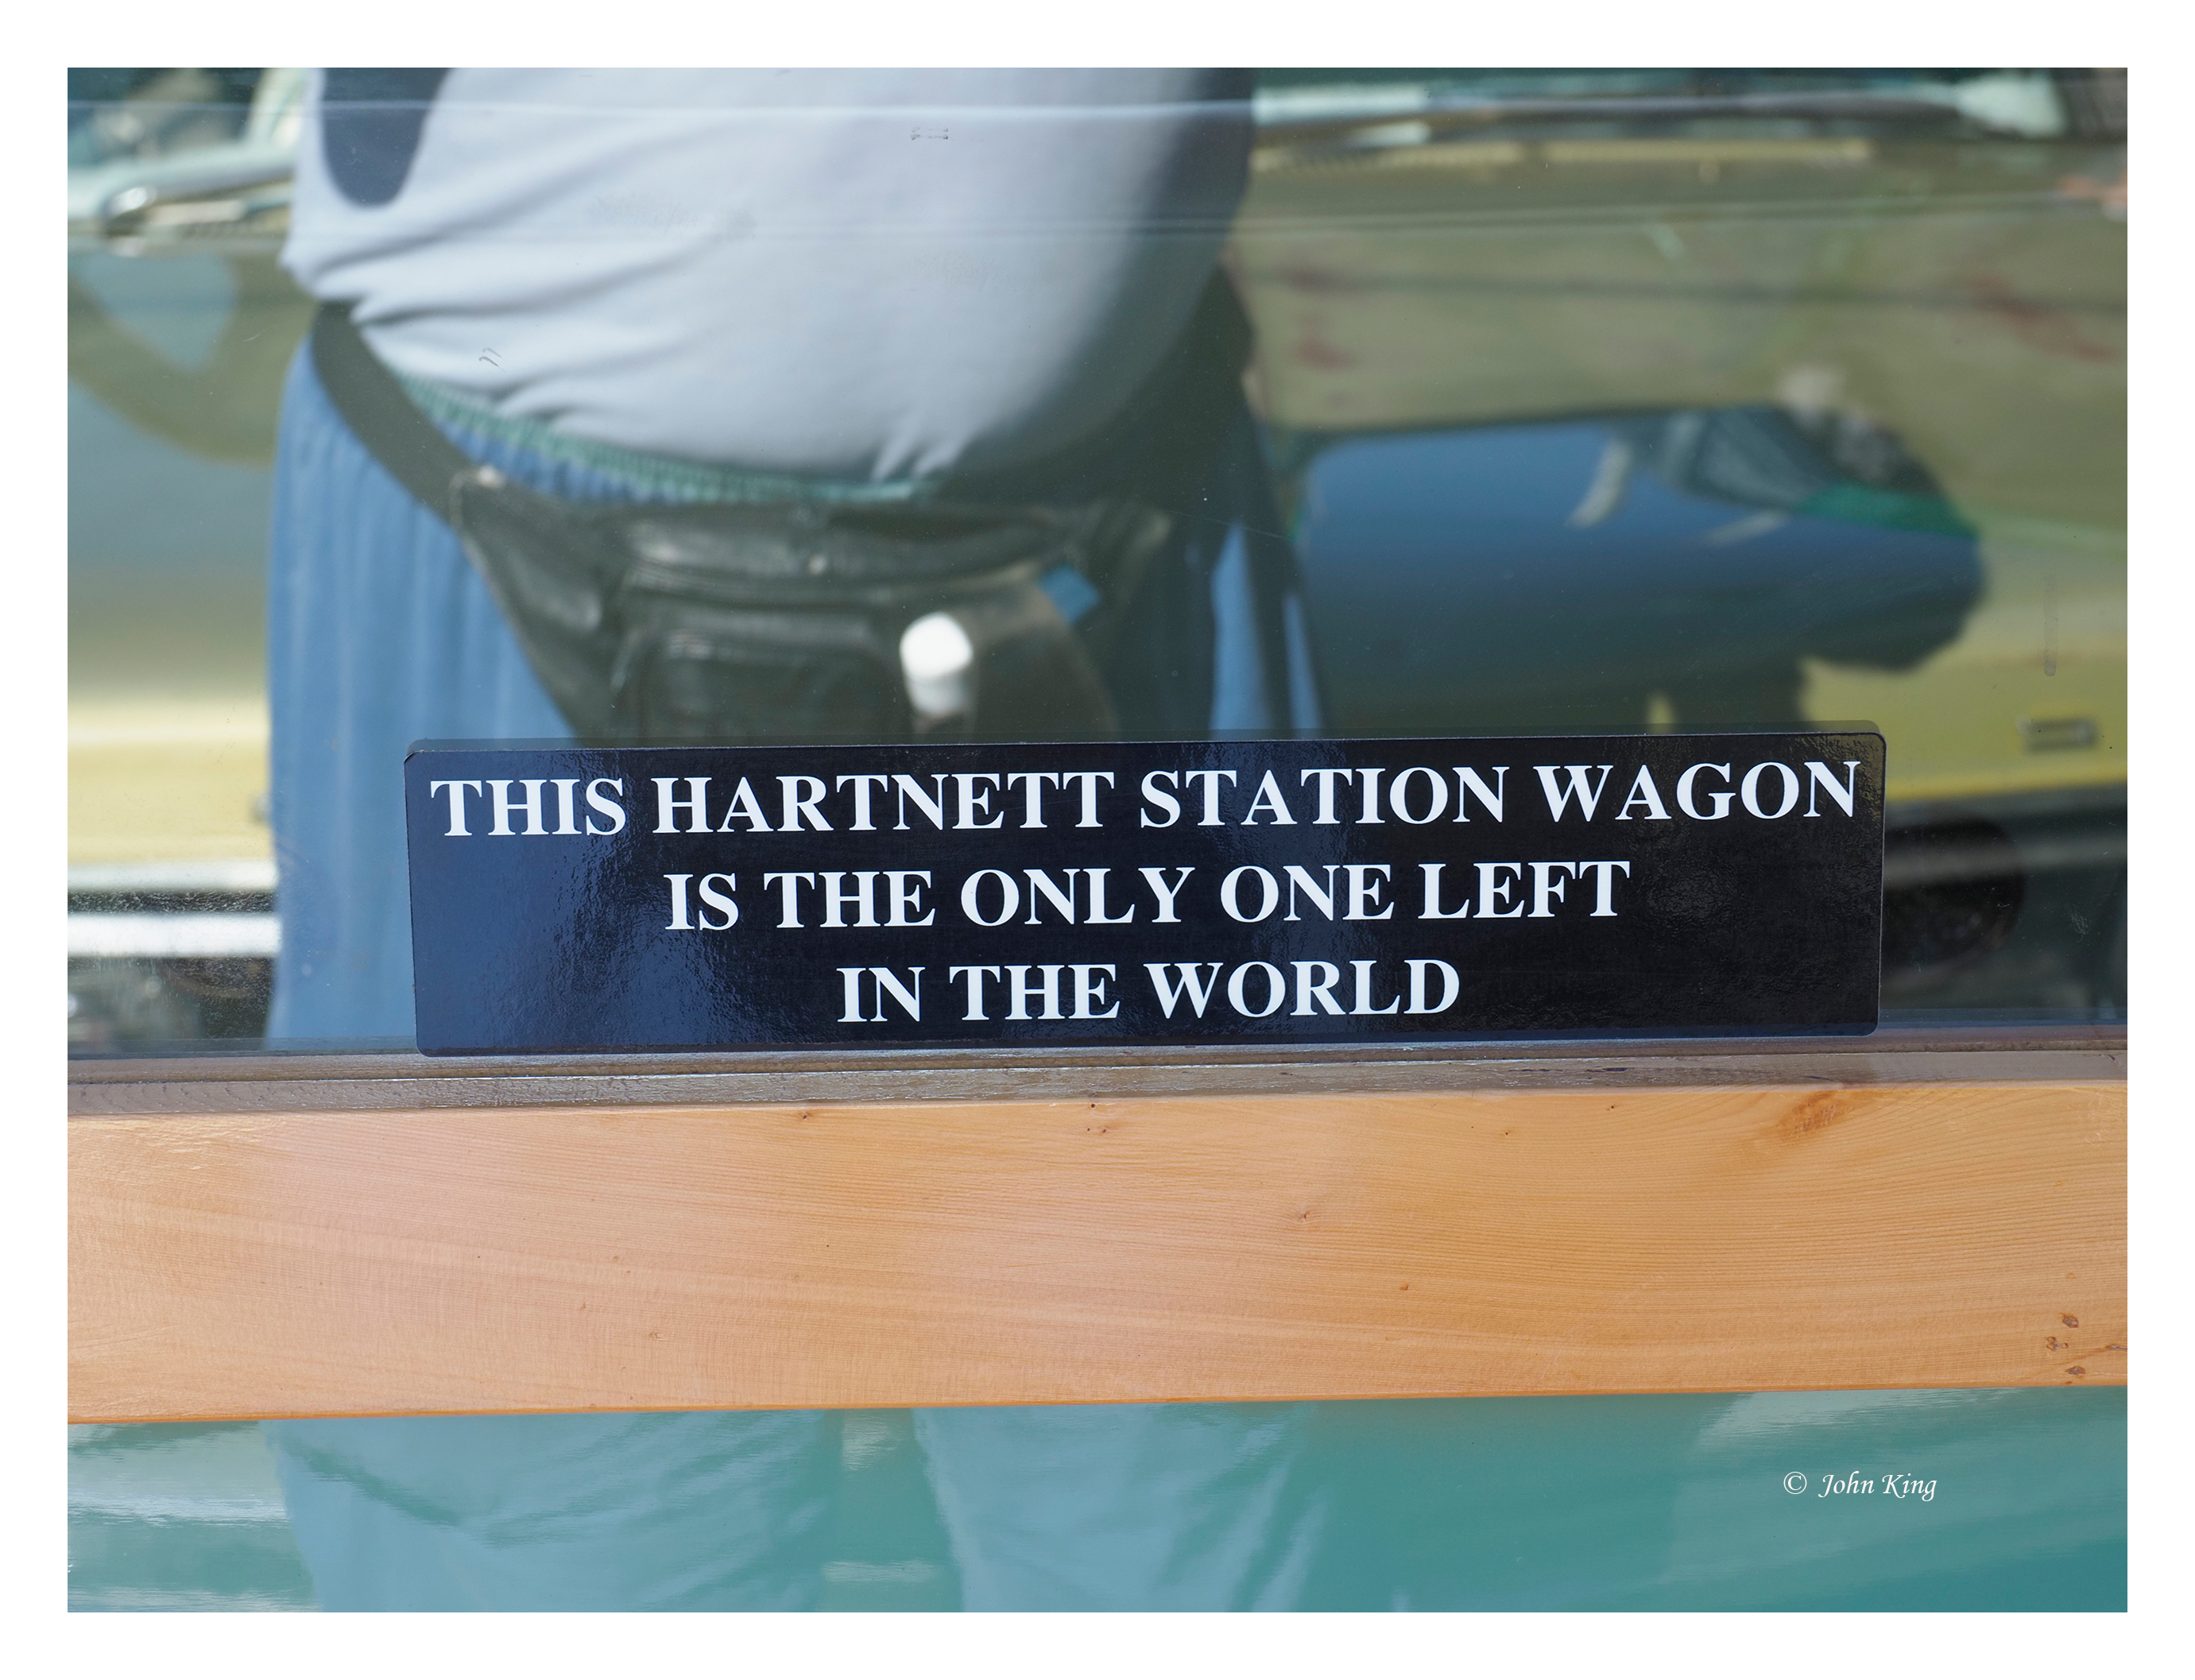 THIS HARTNETT STATION WAGON
IS THE ONLY ONE LEFT
IN THE WORLD
© John King